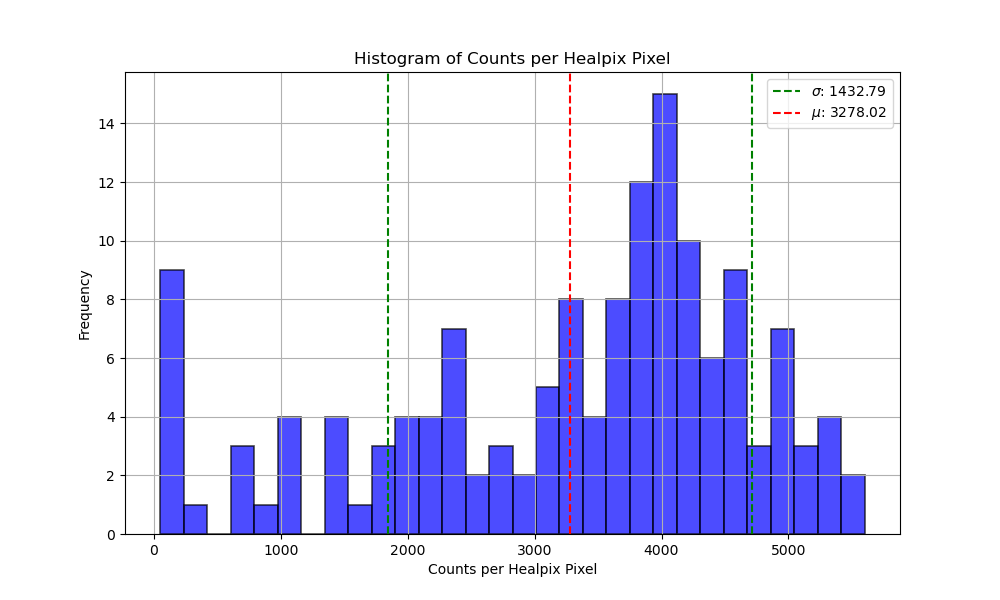 Histogram of Counts per Healpix Pixel
σ: 1432.79
μ: 3278.02
Frequency
14
12
10
8
6
4
2
0
0 1000 2000 3000 4000 5000
Counts per Healpix Pixel